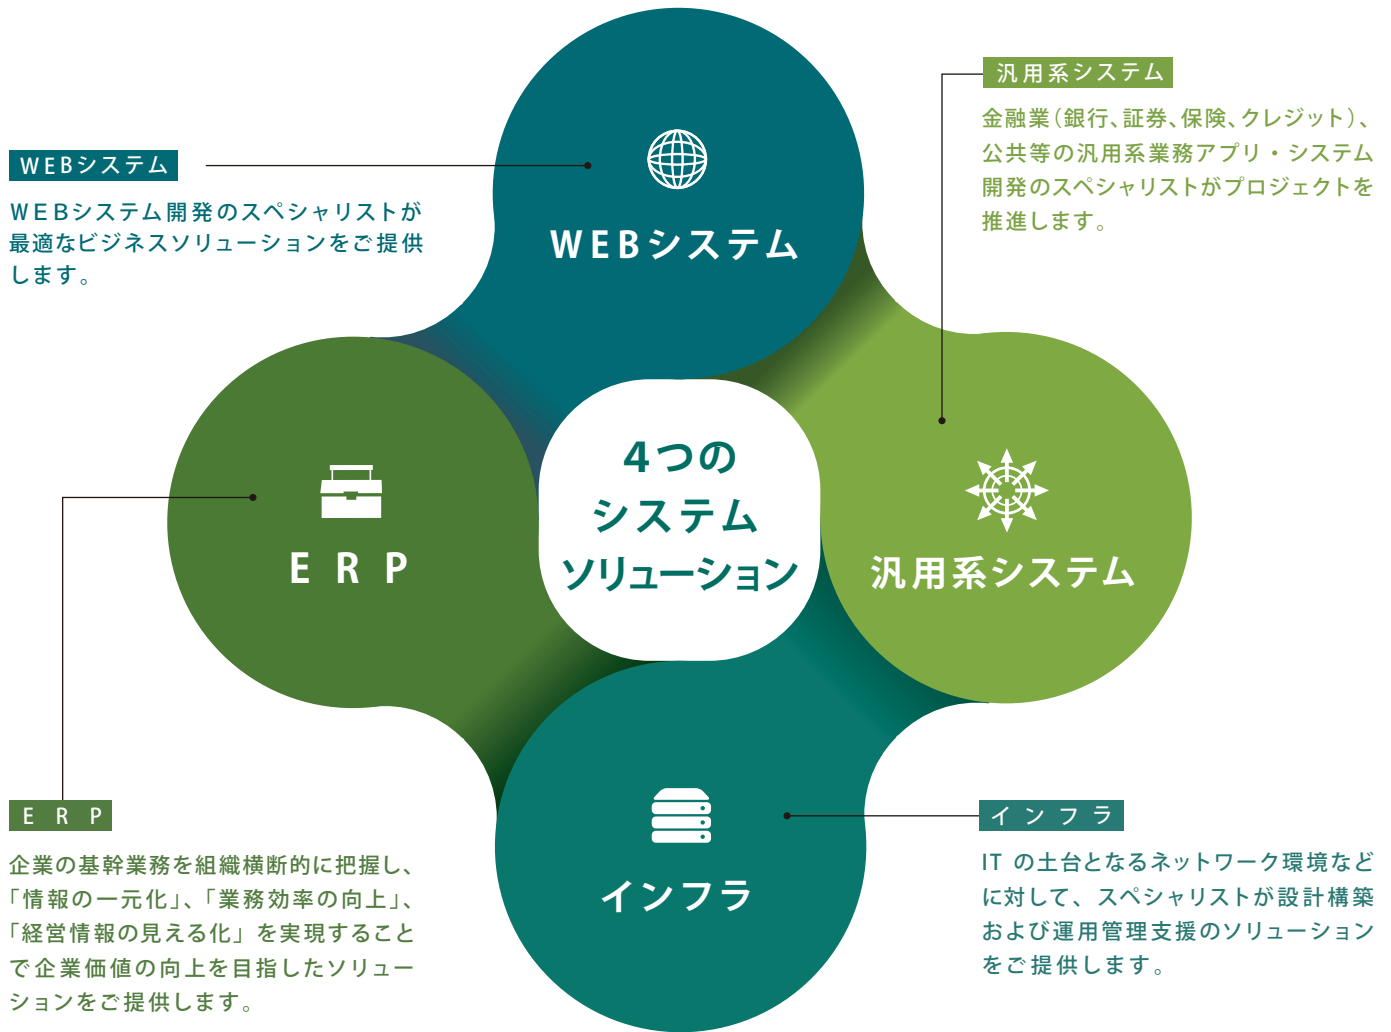 WEBシステム
WEBシステム開発のスペシャリストが
最適なビジネスソリューションをご提供
します。
汎用系システム
金融業(銀行、証券、保険、クレジット)、
公共等の汎用系業務アプリ・システム
開発のスペシャリストがプロジェクトを
推進します。
WEBシステム
4つの
システム
ソリューション
ERP
汎用系システム
インフラ
ERP
企業の基幹業務を組織横断的に把握し、
「情報の一元化」、「業務効率の向上」、
「経営情報の見える化」を実現すること
で企業価値の向上を目指したソリュー
ションをご提供します。
インフラ
IT の土台となるネットワーク環境など
に対して、スペシャリストが設計構築
および運用管理支援のソリューション
をご提供します。